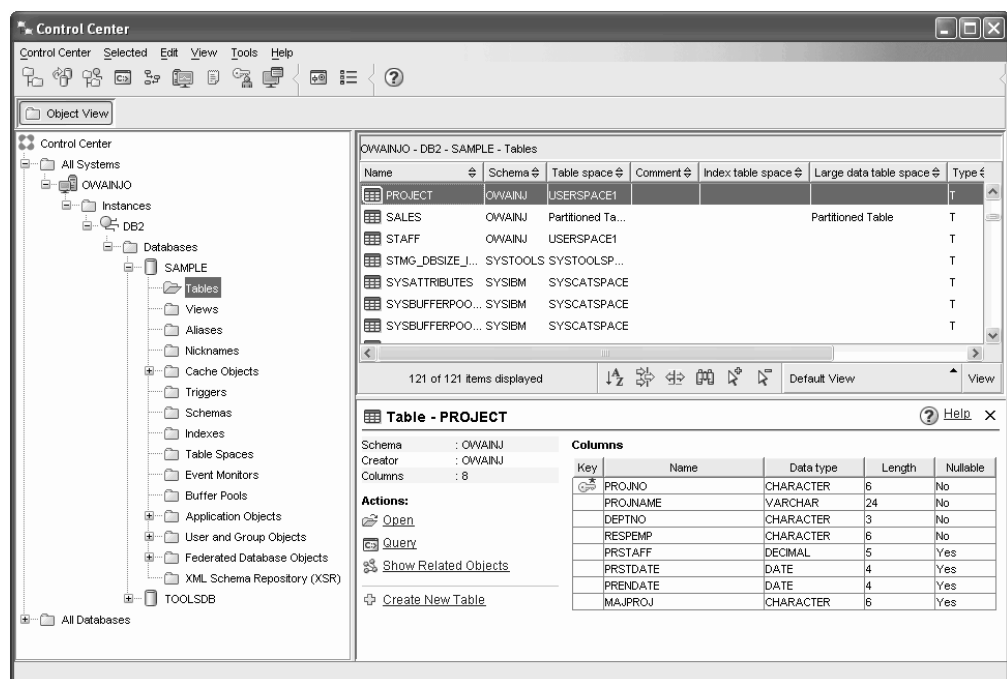 Control Center
Control Center Selected Edit View Tools Help
Object View
Control Center
All Systems
OWAINJO
Instances
DB2
Databases
SAMPLE
Tables
Views
Aliases
Nicknames
Cache Objects
Triggers
Schemas
Indexes
Table Spaces
Event Monitors
Buffer Pools
Application Objects
User and Group Objects
Federated Database Objects
XML Schema Repository (XSR)
TOOLSDB
All Databases
OWAINJO - DB2 - SAMPLE - Tables
Name Schema Table space Comment Index table space Large data table space Type
PROJECT OWAINJ USERSPACE1 T
SALES OWAINJ Partitioned Ta... Partitioned Table T
STAFF OWAINJ USERSPACE1 T
STMG_DBSIZE_I... SYSTOOLS SYSTOOLSP... T
SYSATTRIBUTES SYSIBM SYSCATSPACE T
SYSBUFFERPOO... SYSIBM SYSCATSPACE T
SYSBUFFERPOO... SYSIBM SYSCATSPACE T
121 of 121 items displayed Default View View
Table - PROJECT Help
Schema : OWAINJ
Creator : OWAINJ
Columns : 8
Actions:
Open
Query
Show Related Objects
Create New Table
Columns
Key Name Data type Length Nullable
PROJNO CHARACTER 6 No
PROJNAME VARCHAR 24 No
DEPTNO CHARACTER 3 No
RESPEMP CHARACTER 6 No
PRSTAFF DECIMAL 5 Yes
PRSTDATE DATE 4 Yes
PRENDATE DATE 4 Yes
MAJPROJ CHARACTER 6 Yes